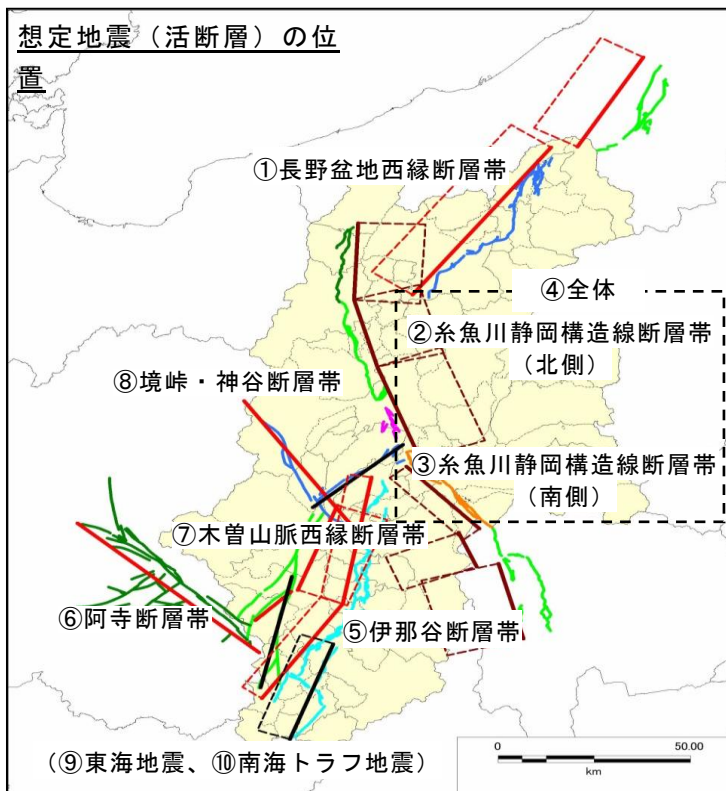 想定地震（活断層）の位
置
①長野盆地西縁断層帯
④全体
②糸魚川静岡構造線断層帯
（北側）
⑧境峠・神谷断層帯
③糸魚川静岡構造線断層帯
（南側）
⑦木曽山脈西縁断層帯
⑥阿寺断層帯
⑤伊那谷断層帯
（⑨東海地震、⑩南海トラフ地震）
0 50.00
km